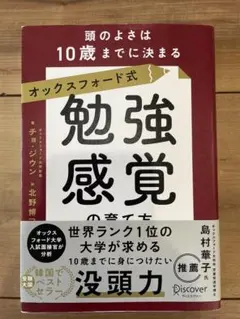 頭のよさは
10歳までに決まる
オックスフォード式
勉強
感覚
の育て方
チョ・ジウン
北野博
オックス
フォード大学
入試面接官が
分析
世界ランク1位の
大学が求める
10歳までに身につけたい
没頭力
韓国で
ベスト
セラー
島村華子氏
推薦
Discover